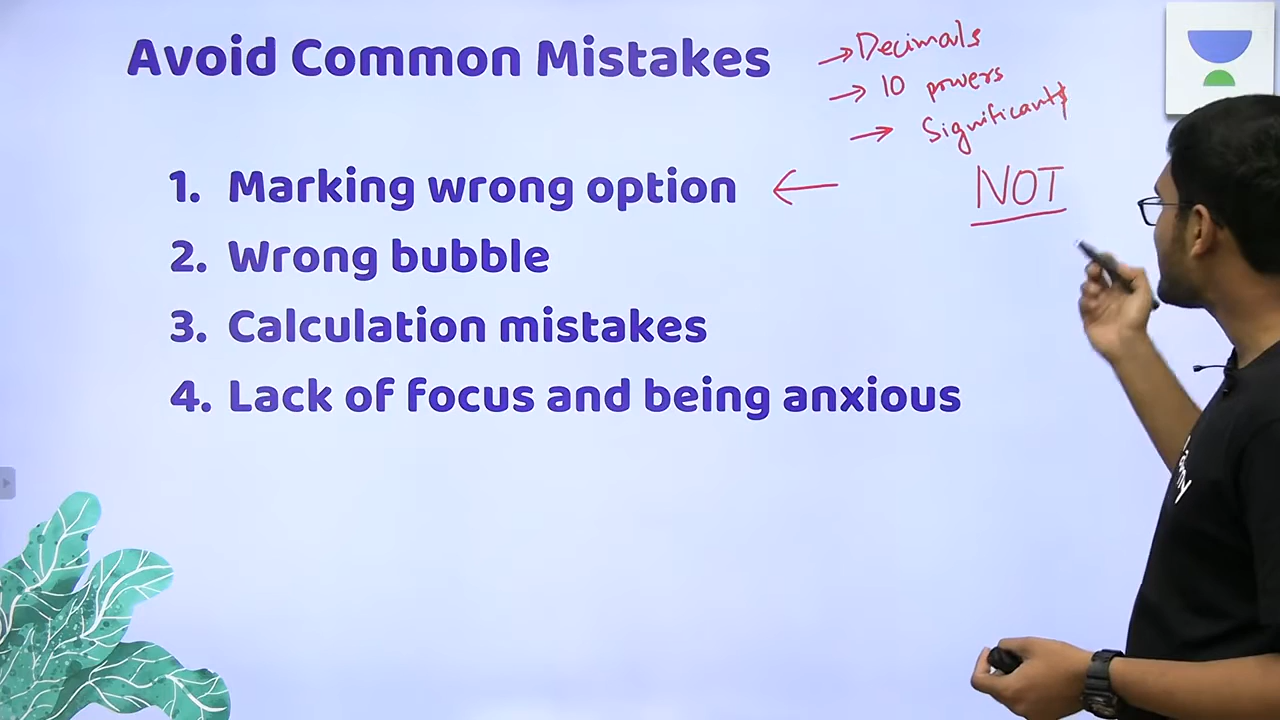 Avoid Common Mistakes
→ Decimals
→ 10 powers
→ Significant
1. Marking wrong option ←
NOT
2. Wrong bubble
3. Calculation mistakes
4. Lack of focus and being anxious